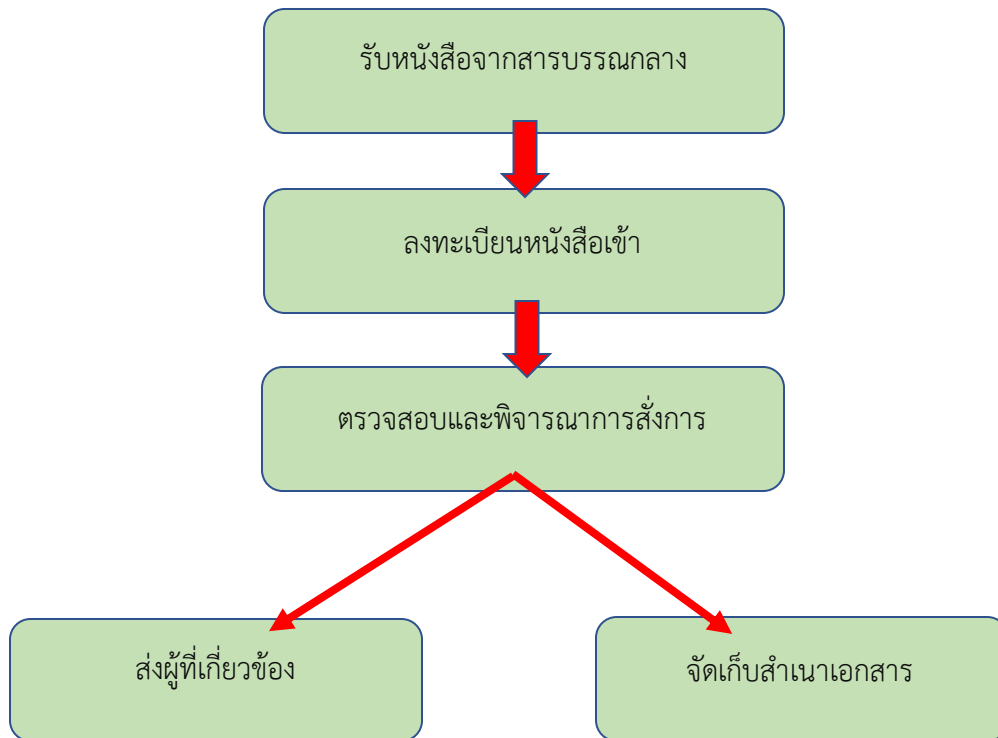 รับหนังสือจากสารบรรณกลาง
ลงทะเบียนหนังสือเข้า
ตรวจสอบและพิจารณาการสั่งการ
ส่งผู้ที่เกี่ยวข้อง
จัดเก็บสำเนาเอกสาร